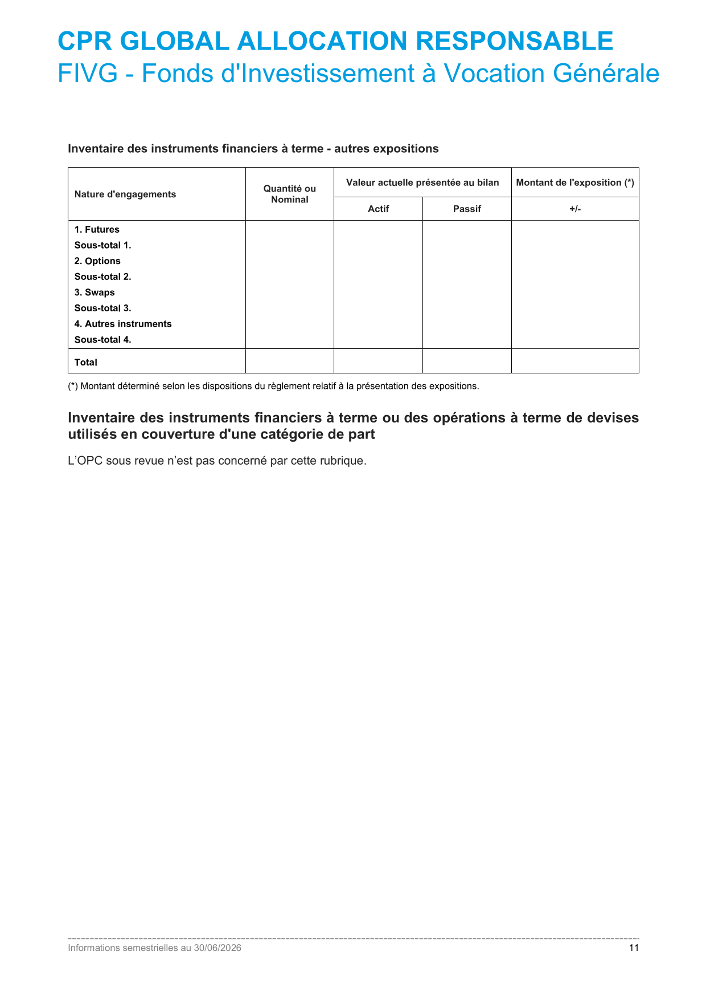 CPR GLOBAL ALLOCATION RESPONSABLE
FIVG - Fonds d'Investissement à Vocation Générale
Inventaire des instruments financiers à terme - autres expositions
Nature d'engagements
Quantité ou
Nominal
Valeur actuelle présentée au bilan
Montant de l'exposition (*)
Actif
Passif
+/-
1. Futures
Sous-total 1.
2. Options
Sous-total 2.
3. Swaps
Sous-total 3.
4. Autres instruments
Sous-total 4.
Total
(*) Montant déterminé selon les dispositions du règlement relatif à la présentation des expositions.
Inventaire des instruments financiers à terme ou des opérations à terme de devises
utilisés en couverture d'une catégorie de part
L’OPC sous revue n’est pas concerné par cette rubrique.
Informations semestrielles au 30/06/2026
11